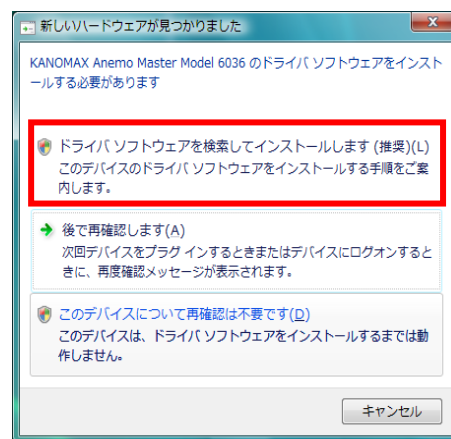 新しいハードウェアが見つかりました
KANOMAX Anemo Master Model 6036 のドライバ ソフトウェアをインスト
ールする必要があります
ドライバ ソフトウェアを検索してインストールします (推奨)(L)
このデバイスのドライバ ソフトウェアをインストールする手順をご案
内します。
後で再確認します(A)
次回デバイスをプラグ インするときまたはデバイスにログオンすると
きに、再度確認メッセージが表示されます。
このデバイスについて再確認は不要です(D)
このデバイスは、ドライバ ソフトウェアをインストールするまでは動
作しません。
キャンセル